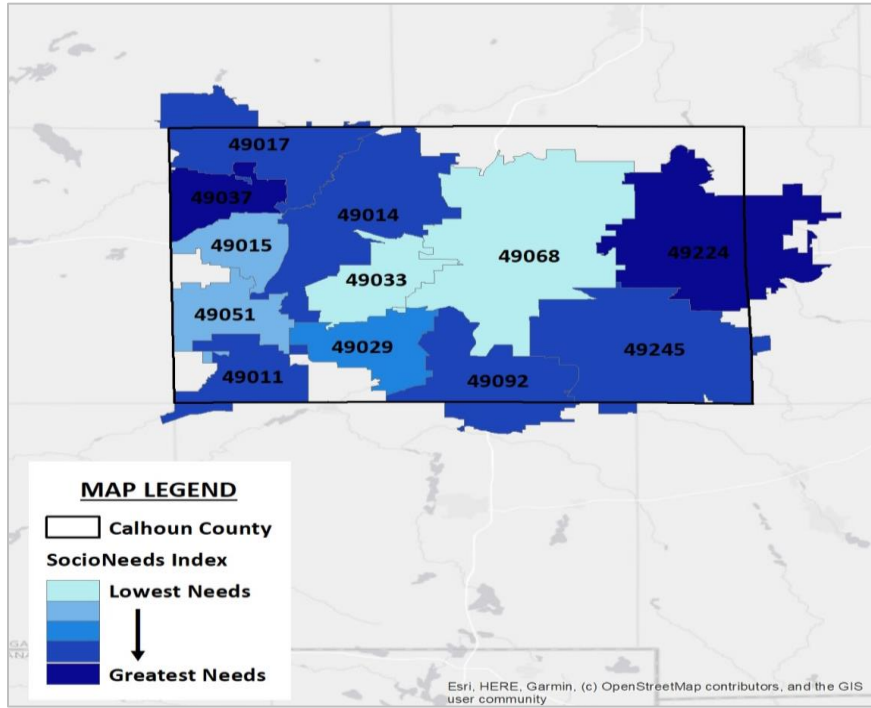 49017
49037
49014
49015
49068
49224
49033
49051
49029
49245
49011
49092
MAP LEGEND
Calhoun County
SocioNeeds Index
Lowest Needs
Greatest Needs
Esri, HERE, Garmin, (c) OpenStreetMap contributors, and the GIS
user community